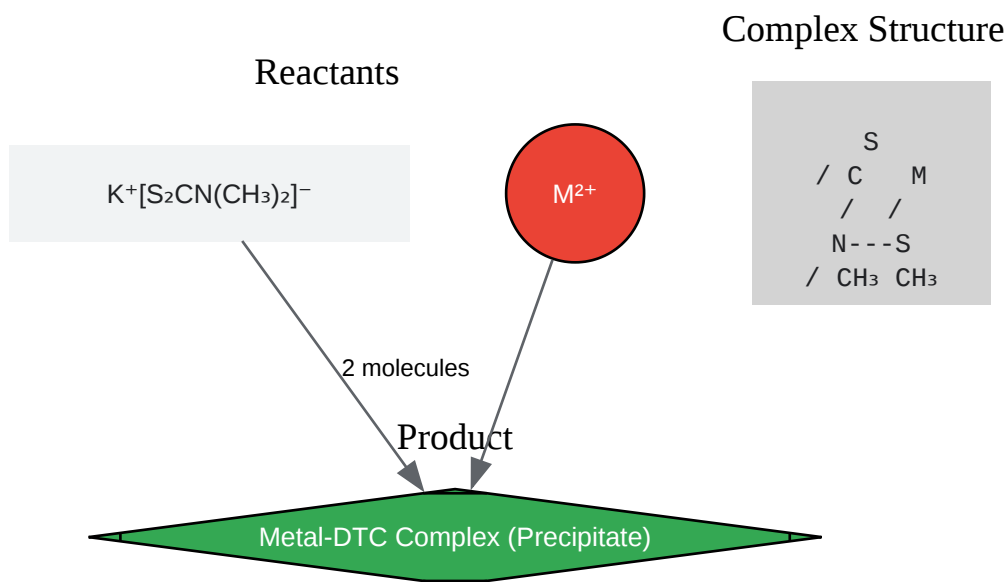 Complex Structure
Reactants
K⁺[S₂CN(CH₃)₂]⁻
M²⁺
S
/ C   M
/  /
N---S
/ CH₃ CH₃
2 molecules
Product
Metal-DTC Complex (Precipitate)